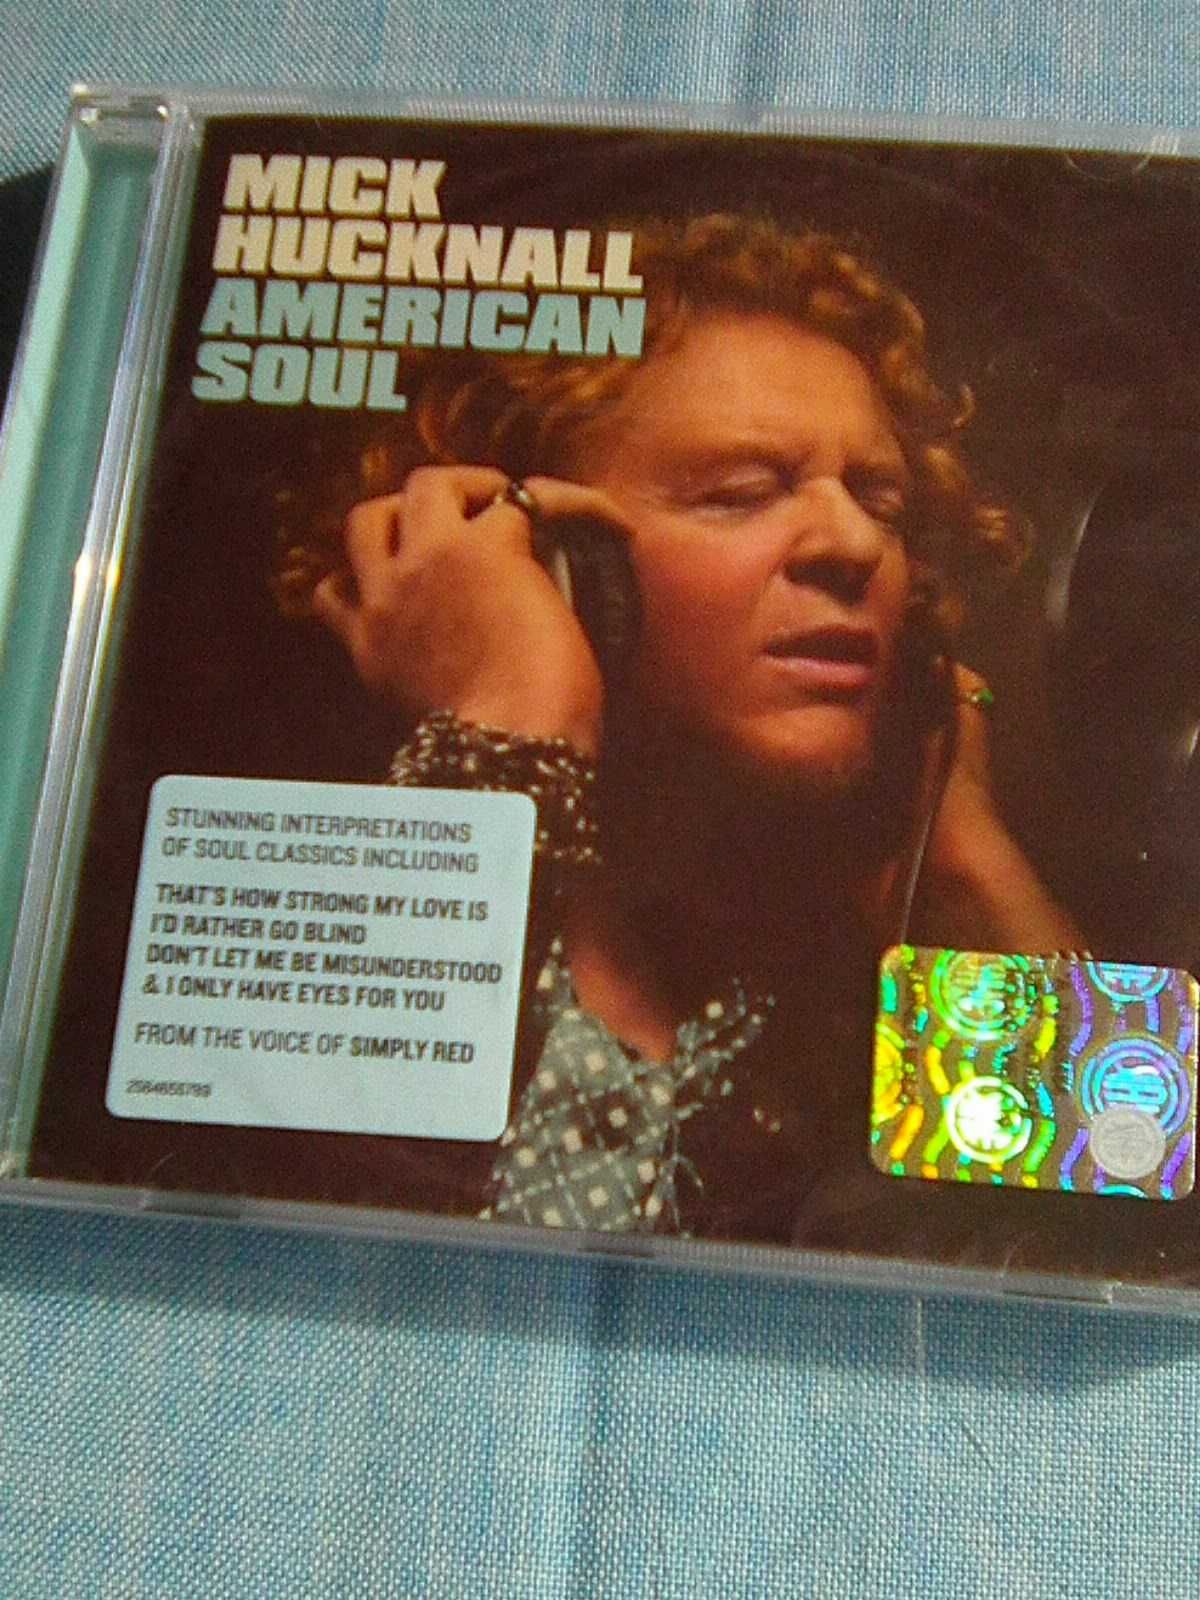 MICK
HUCKNALL
AMERICAN
SOUL
STUNNING INTERPRETATIONS
OF SOUL CLASSICS INCLUDING
THAT'S HOW STRONG MY LOVE IS
I'D RATHER GO BLIND
DON'T LET ME BE MISUNDERSTOOD
& I ONLY HAVE EYES FOR YOU
FROM THE VOICE OF SIMPLY RED